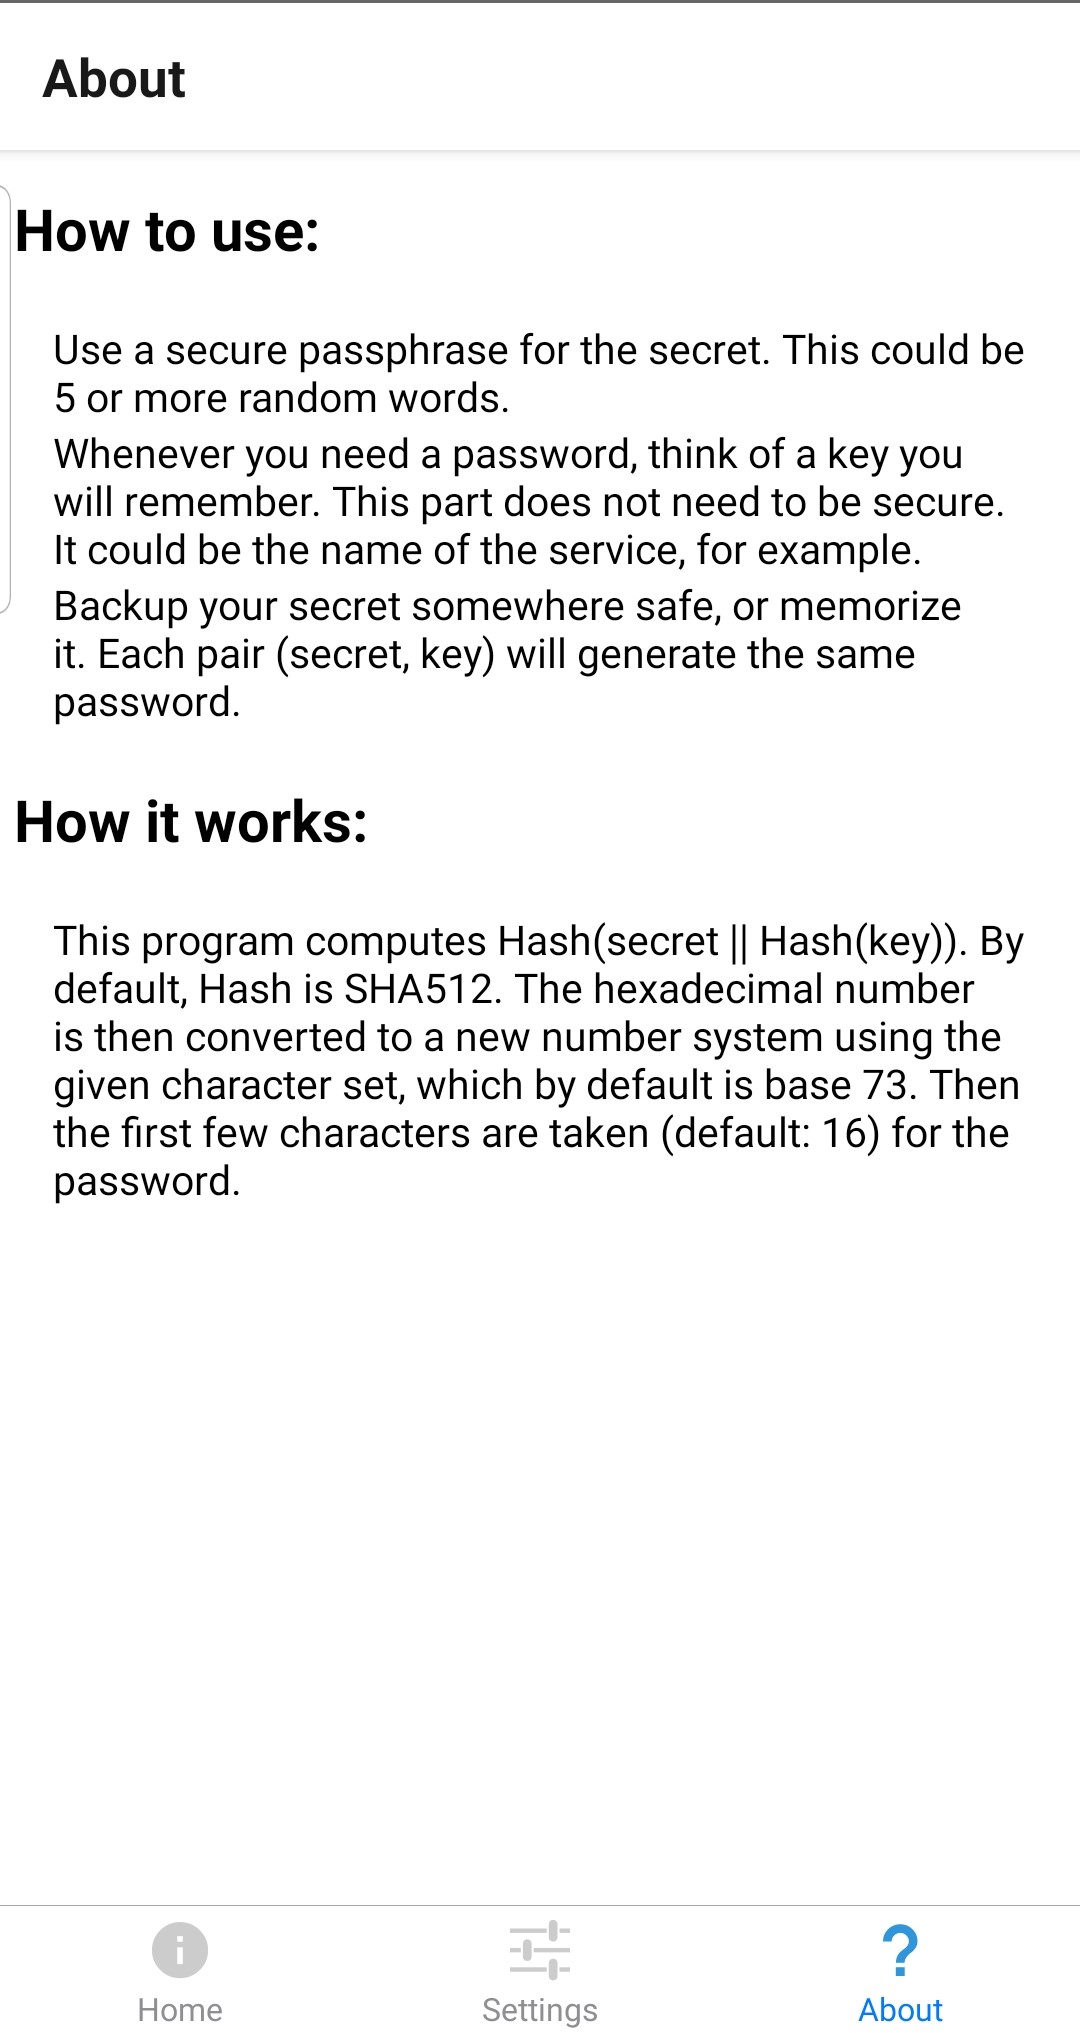 About
How to use:
Use a secure passphrase for the secret. This could be
5 or more random words.
Whenever you need a password, think of a key you
will remember. This part does not need to be secure.
It could be the name of the service, for example.
Backup your secret somewhere safe, or memorize
it. Each pair (secret, key) will generate the same
password.
How it works:
This program computes Hash(secret || Hash(key)). By
default, Hash is SHA512. The hexadecimal number
is then converted to a new number system using the
given character set, which by default is base 73. Then
the first few characters are taken (default: 16) for the
password.
Home
Settings
About